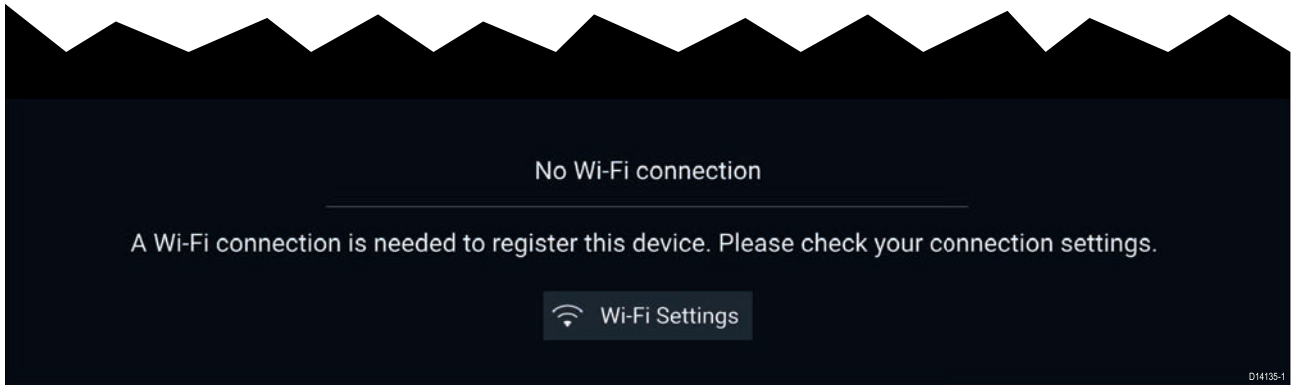 No Wi-Fi connection
A Wi-Fi connection is needed to register this device. Please check your connection settings.
Wi-Fi Settings
D14135-1